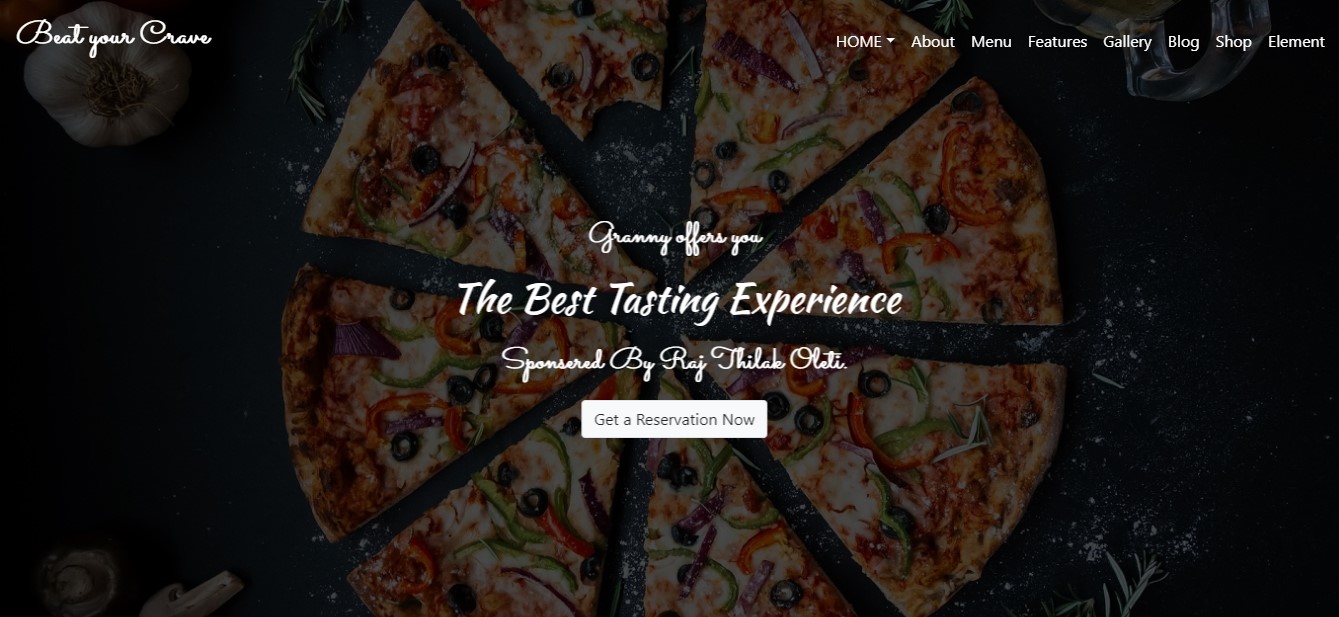 Beat your Crave
HOME About Menu Features Gallery Blog Shop Element
Granny offers you
The Best Tasting Experience
Sponsered By Raj Thilak Oleti.
Get a Reservation Now